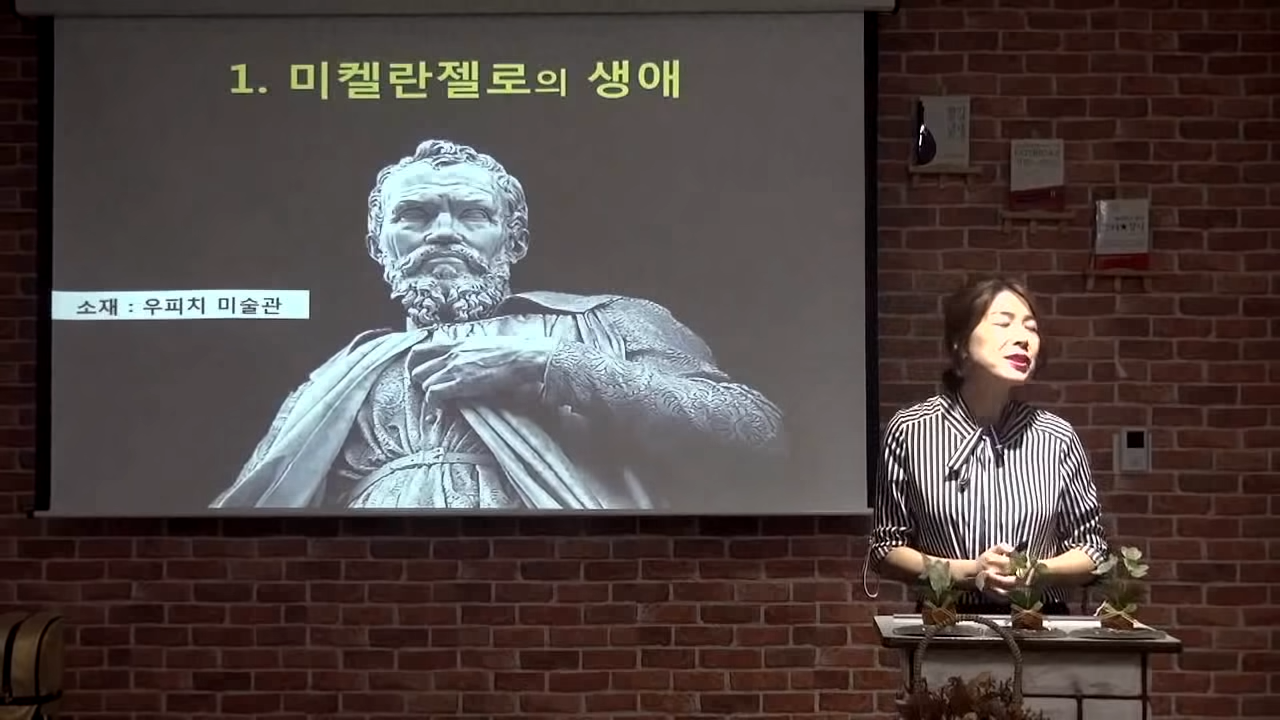 1. 미켈란젤로의 생애
소재 : 우피치 미술관